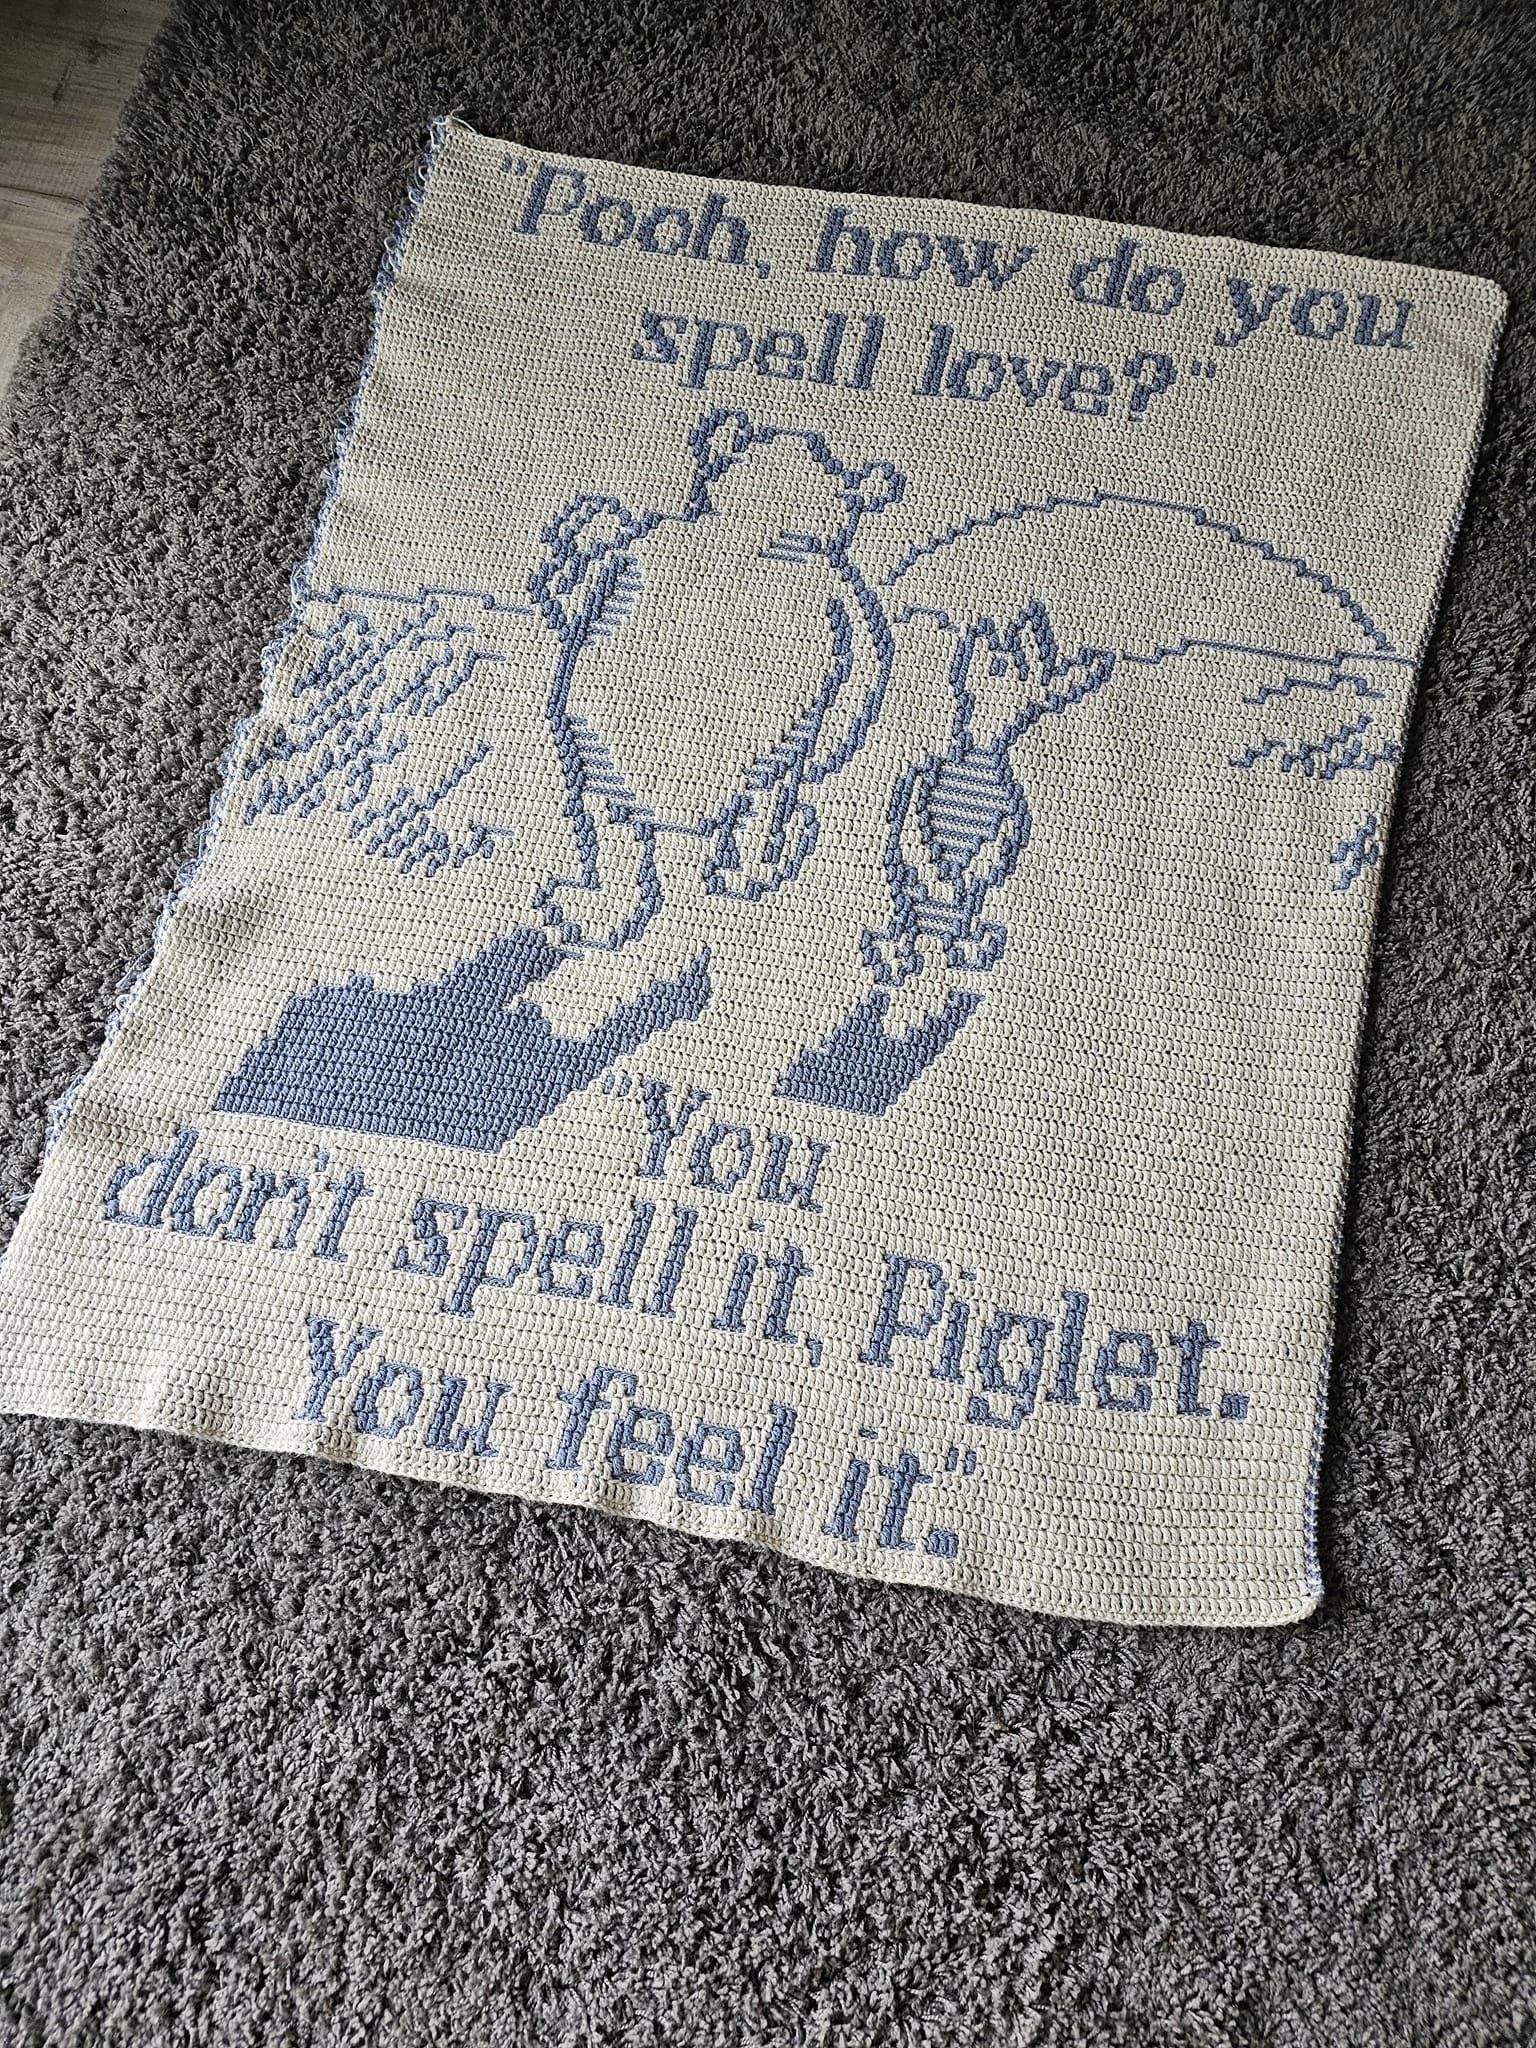 "Pooh, how do you
spell love?"
"You
don't spell it, Piglet.
You feel it."